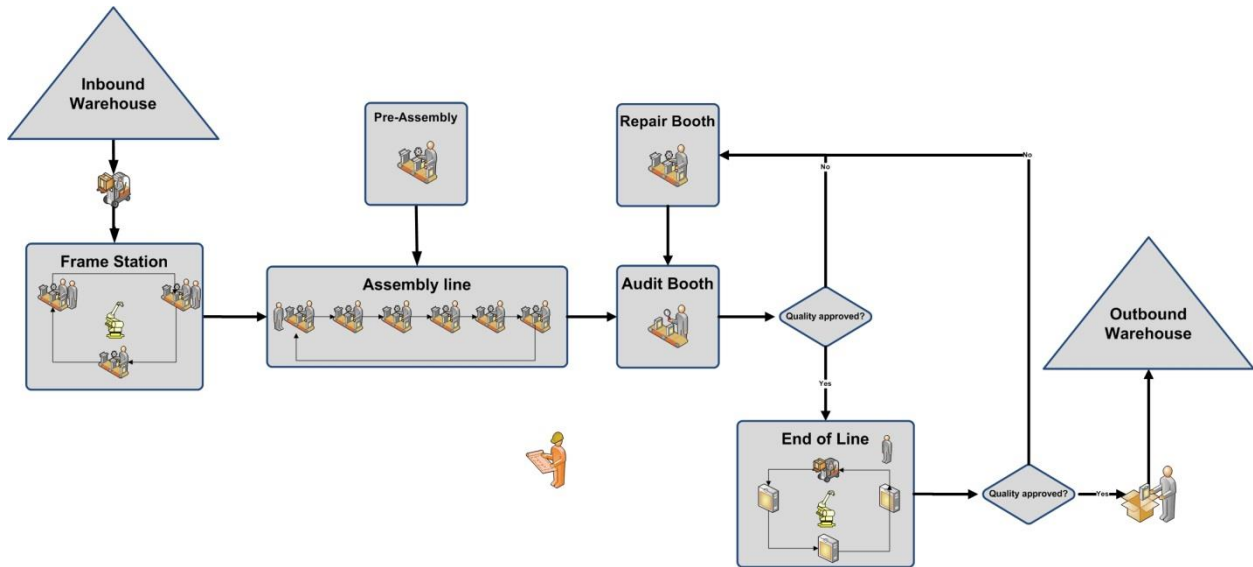 Inbound
Warehouse
Pre-Assembly
Repair Booth
No
No
Frame Station
Assembly line
Audit Booth
Quality approved?
Outbound
Warehouse
Yes
End of Line
Quality approved?
Yes